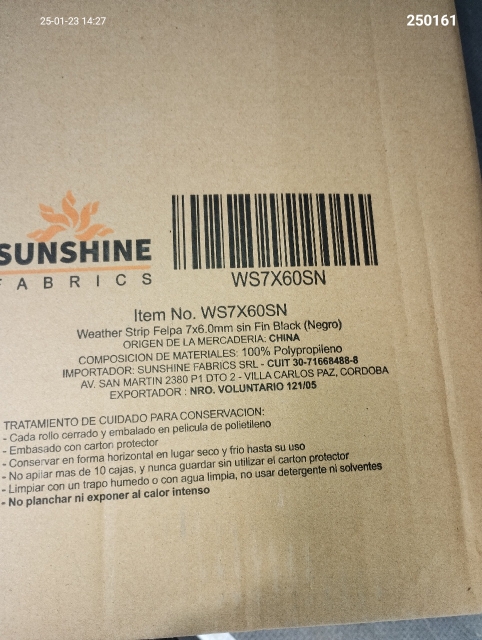 25-01-23 14:27
250161
SUNSHINE
FABRICS
WS7X60SN
Item No. WS7X60SN
Weather Strip Felpa 7x6.0mm sin Fin Black (Negro)
ORIGEN DE LA MERCADERIA: CHINA
COMPOSICION DE MATERIALES: 100% Polypropileno
IMPORTADOR: SUNSHINE FABRICS SRL - CUIT 30-71668488-8
AV. SAN MARTIN 2380 P1 DTO 2 - VILLA CARLOS PAZ, CORDOBA
EXPORTADOR : NRO. VOLUNTARIO 121/05
TRATAMIENTO DE CUIDADO PARA CONSERVACION:
- Cada rollo cerrado y embalado en pelicula de polietileno
- Embasado con carton protector
- Conservar en forma horizontal en lugar seco y frio hasta su uso
- No apilar mas de 10 cajas, y nunca guardar sin utilizar el carton protector
- Limpiar con un trapo humedo o con agua limpia, no usar detergente ni solventes
- No planchar ni exponer al calor intenso